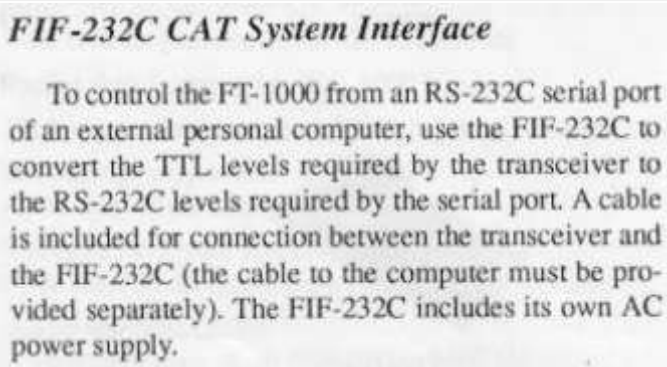 FIF-232C CAT System Interface
To control the FT-1000 from an RS-232C serial port
of an external personal computer, use the FIF-232C to
convert the TTL levels required by the transceiver to
the RS-232C levels required by the serial port. A cable
is included for connection between the transceiver and
the FIF-232C (the cable to the computer must be pro-
vided separately). The FIF-232C includes its own AC
power supply.